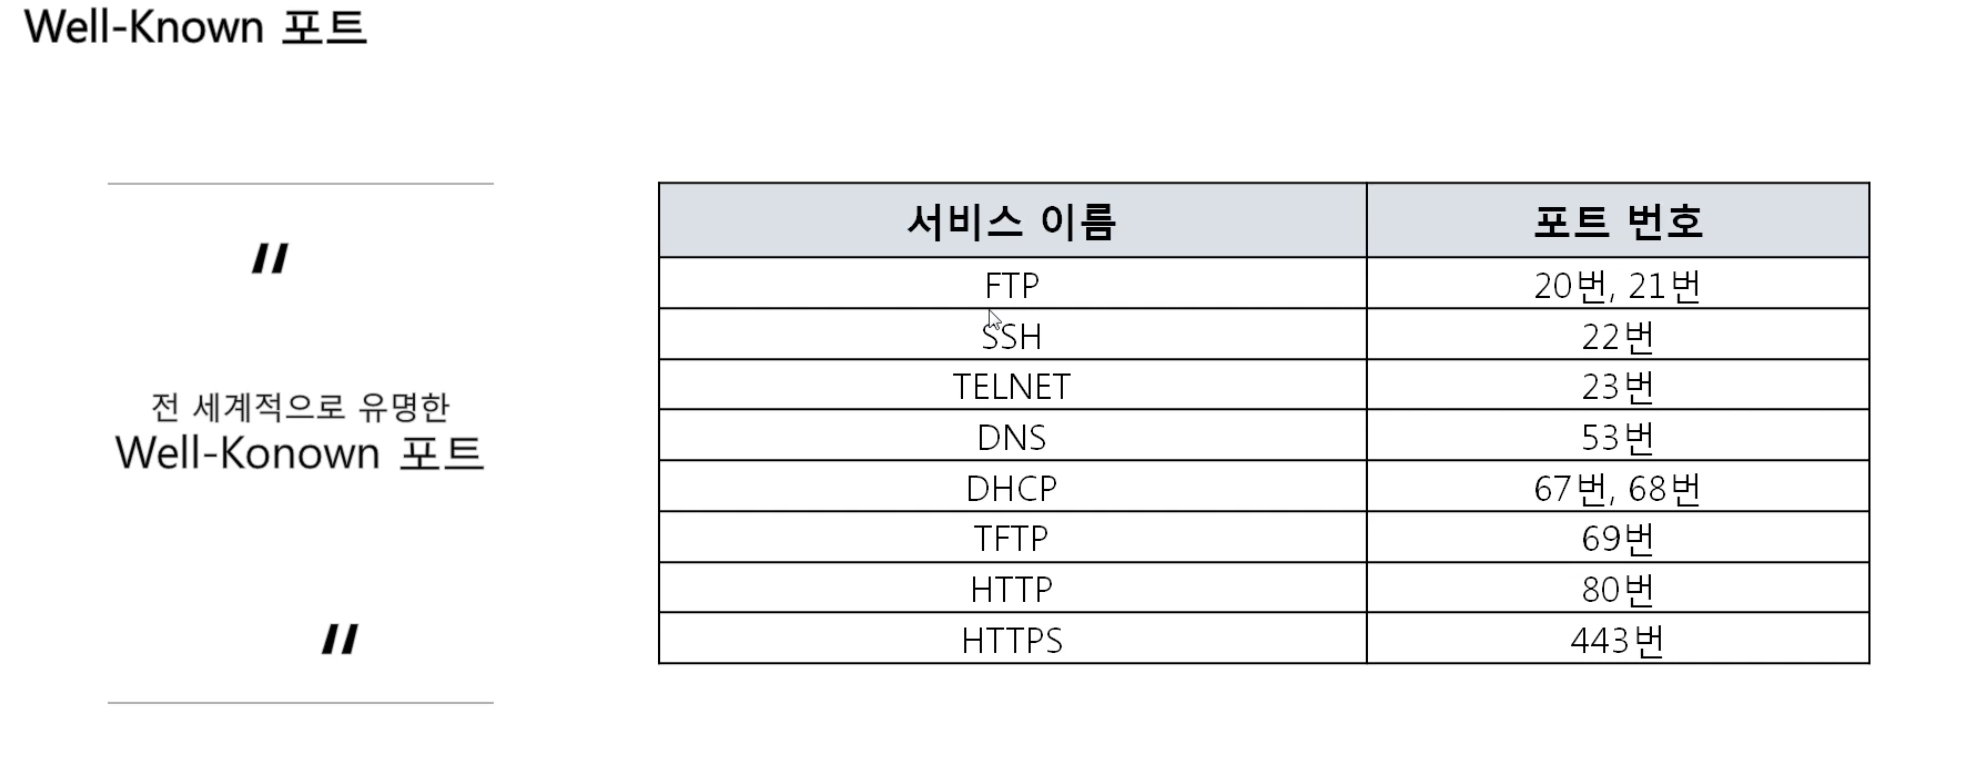 Well-Known 포트
"
전 세계적으로 유명한
Well-Konown 포트
"
서비스 이름 포트 번호
FTP 20번, 21번
SSH 22번
TELNET 23번
DNS 53번
DHCP 67번, 68번
TFTP 69번
HTTP 80번
HTTPS 443번